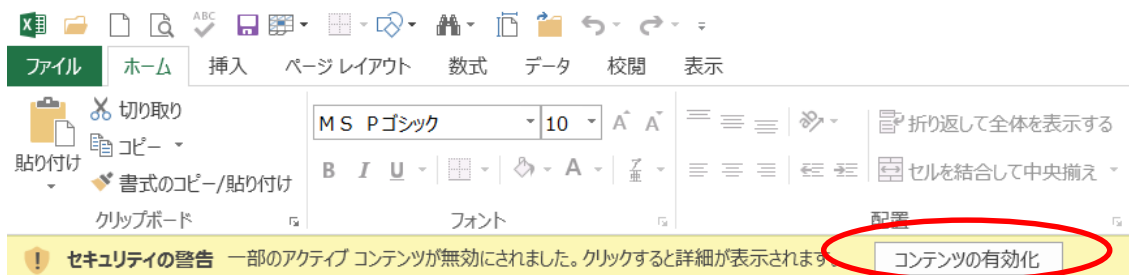 ABC
ファイル ホーム 挿入 ページ レイアウト 数式 データ 校閲 表示
切り取り
コピー
書式のコピー/貼り付け
貼り付け
クリップボード
ＭＳ Ｐゴシック 10 A A
B I U A ア亜
フォント
折り返して全体を表示する
セルを結合して中央揃え
配置
セキュリティの警告 一部のアクティブ コンテンツが無効にされました。クリックすると詳細が表示されます。 コンテンツの有効化